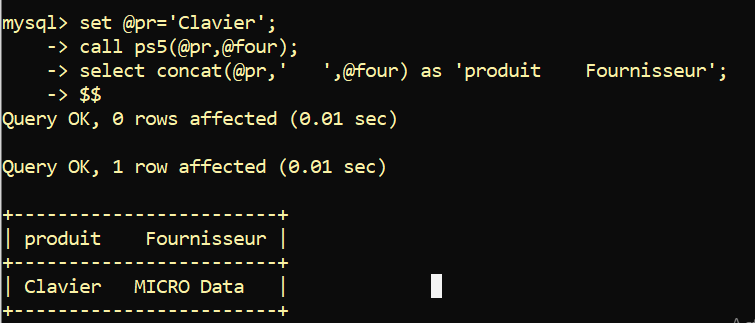 mysql> set @pr='Clavier';
    -> call ps5(@pr,@four);
    -> select concat(@pr,'   ',@four) as 'produit    Fournisseur';
    -> $$
Query OK, 0 rows affected (0.01 sec)

Query OK, 1 row affected (0.01 sec)

+------------------------+
| produit    Fournisseur |
+------------------------+
| Clavier   MICRO Data   |
+------------------------+